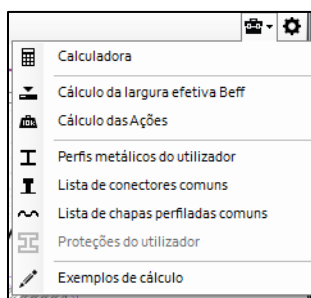 Calculadora
Cálculo da largura efetiva Beff
10k
Cálculo das Ações
Perfis metálicos do utilizador
Lista de conectores comuns
Lista de chapas perfiladas comuns
Proteções do utilizador
Exemplos de cálculo